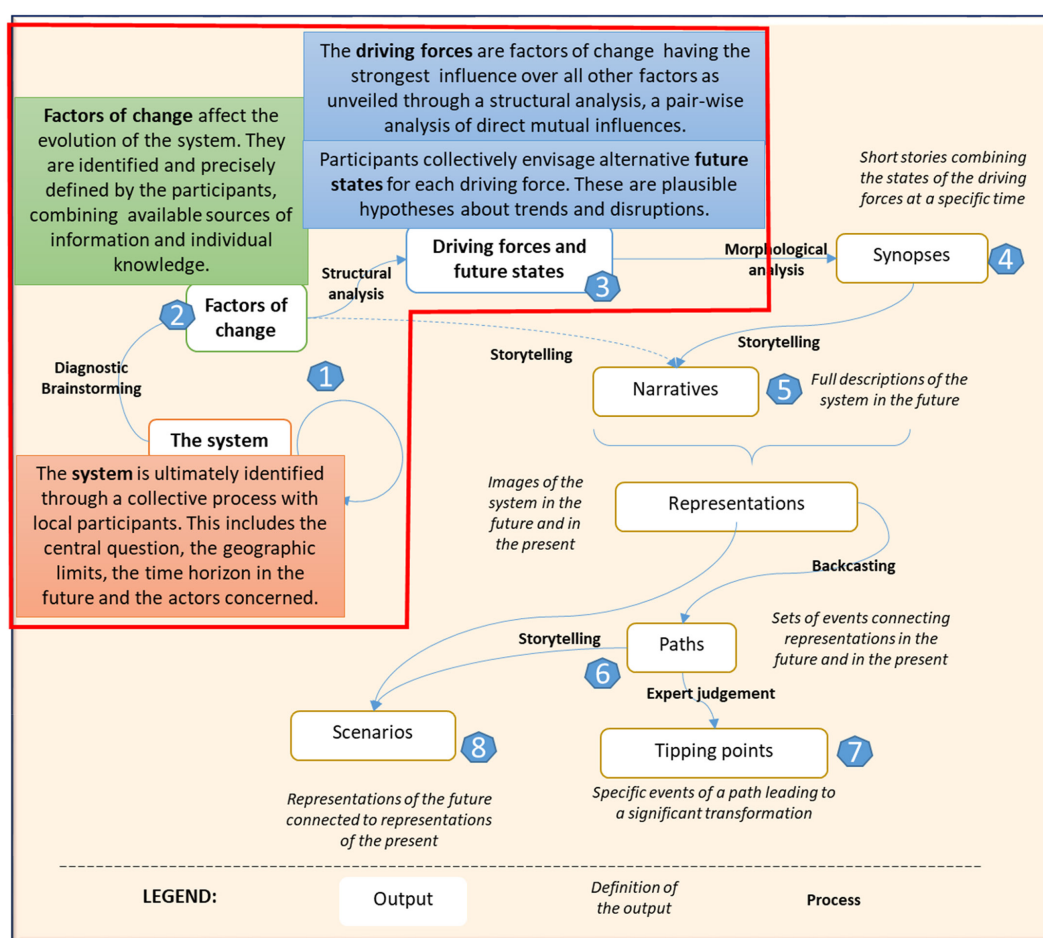 The driving forces are factors of change having the
strongest influence over all other factors as
unveiled through a structural analysis, a pair-wise
analysis of direct mutual influences.
Participants collectively envisage alternative future
states for each driving force. These are plausible
hypotheses about trends and disruptions.
Factors of change affect the
evolution of the system. They
are identified and precisely
defined by the participants,
combining available sources of
information and individual
knowledge.
Short stories combining
the states of the driving
forces at a specific time
Structural
analysis
Driving forces and
future states
3
Morphological
analysis
Synopses
4
2
Factors of
change
Storytelling
Storytelling
Diagnostic
Brainstorming
1
Narratives
5
Full descriptions of the
system in the future
The system
The system is ultimately identified
through a collective process with
local participants. This includes the
central question, the geographic
limits, the time horizon in the
future and the actors concerned.
Images of the
system in the
future and in
the present
Representations
Backcasting
Storytelling
Paths
6
Sets of events connecting
representations in the
future and in the present
Expert judgement
Scenarios
8
Tipping points
7
Representations of the future
connected to representations
of the present
Specific events of a path leading to
a significant transformation
LEGEND:
Output
Definition of
the output
Process